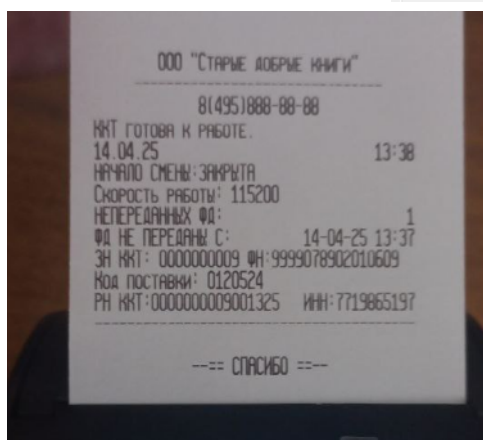 ООО "Старые добрые книги"
8(495)888-88-88
ККТ ГОТОВА К РАБОТЕ.
14.04.25 13:38
НАЧАЛО СМЕНЫ:ЗАКРЫТА
Скорость работы: 115200
НЕПЕРЕДАННЫХ ФД: 1
ФД НЕ ПЕРЕДАНЫ С: 14-04-25 13:37
ЗН ККТ: 0000000009 ФН:9999078902010609
Код поставки: 0120524
РН ККТ:0000000009001325 ИНН:7719865197
--== СПАСИБО ==--